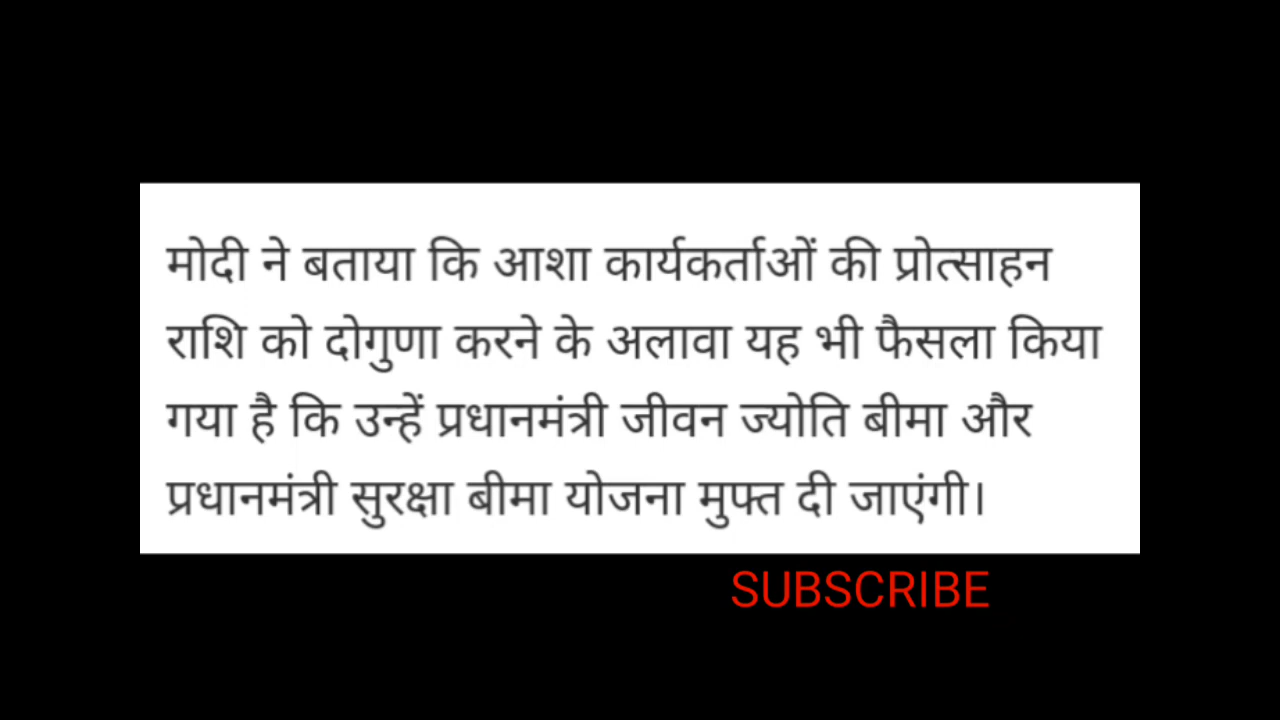 मोदी ने बताया कि आशा कार्यकर्ताओं की प्रोत्साहन
राशि को दोगुणा करने के अलावा यह भी फैसला किया
गया है कि उन्हें प्रधानमंत्री जीवन ज्योति बीमा और
प्रधानमंत्री सुरक्षा बीमा योजना मुफ्त दी जाएंगी।
SUBSCRIBE